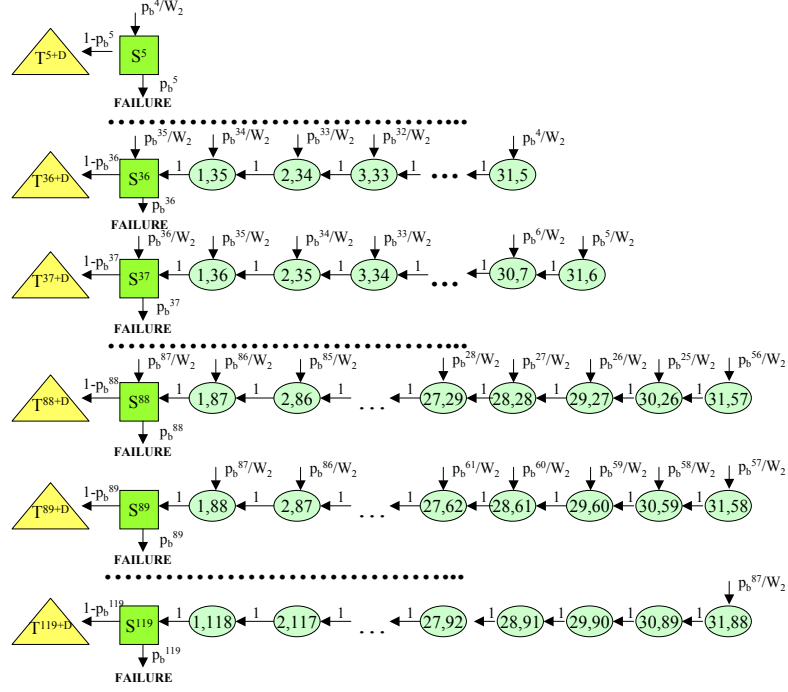 p_b^4/W_2
1-p_b^5
T^{5+D} S^5
p_b^5
FAILURE
p_b^35/W_2 p_b^34/W_2 p_b^33/W_2 p_b^32/W_2 p_b^4/W_2
1-p_b^36 1 1 1 1 1
T^{36+D} S^36 1,35 2,34 3,33 ... 31,5
p_b^36
FAILURE
p_b^36/W_2 p_b^35/W_2 p_b^34/W_2 p_b^33/W_2 p_b^6/W_2 p_b^5/W_2
1-p_b^37 1 1 1 1 1 1
T^{37+D} S^37 1,36 2,35 3,34 ... 30,7 31,6
p_b^37
FAILURE
p_b^87/W_2 p_b^86/W_2 p_b^85/W_2 p_b^28/W_2 p_b^27/W_2 p_b^26/W_2 p_b^25/W_2 p_b^56/W_2
1-p_b^88 1 1 1 1 1 1 1 1
T^{88+D} S^88 1,87 2,86 ... 27,29 28,28 29,27 30,26 31,57
p_b^88
FAILURE
p_b^87/W_2 p_b^86/W_2 p_b^61/W_2 p_b^60/W_2 p_b^59/W_2 p_b^58/W_2 p_b^57/W_2
1-p_b^89 1 1 1 1 1 1 1 1
T^{89+D} S^89 1,88 2,87 ... 27,62 28,61 29,60 30,59 31,58
p_b^89
FAILURE
p_b^87/W_2
1-p_b^119 1 1 1 1 1 1 1 1
T^{119+D} S^119 1,118 2,117 ... 27,92 28,91 29,90 30,89 31,88
p_b^119
FAILURE